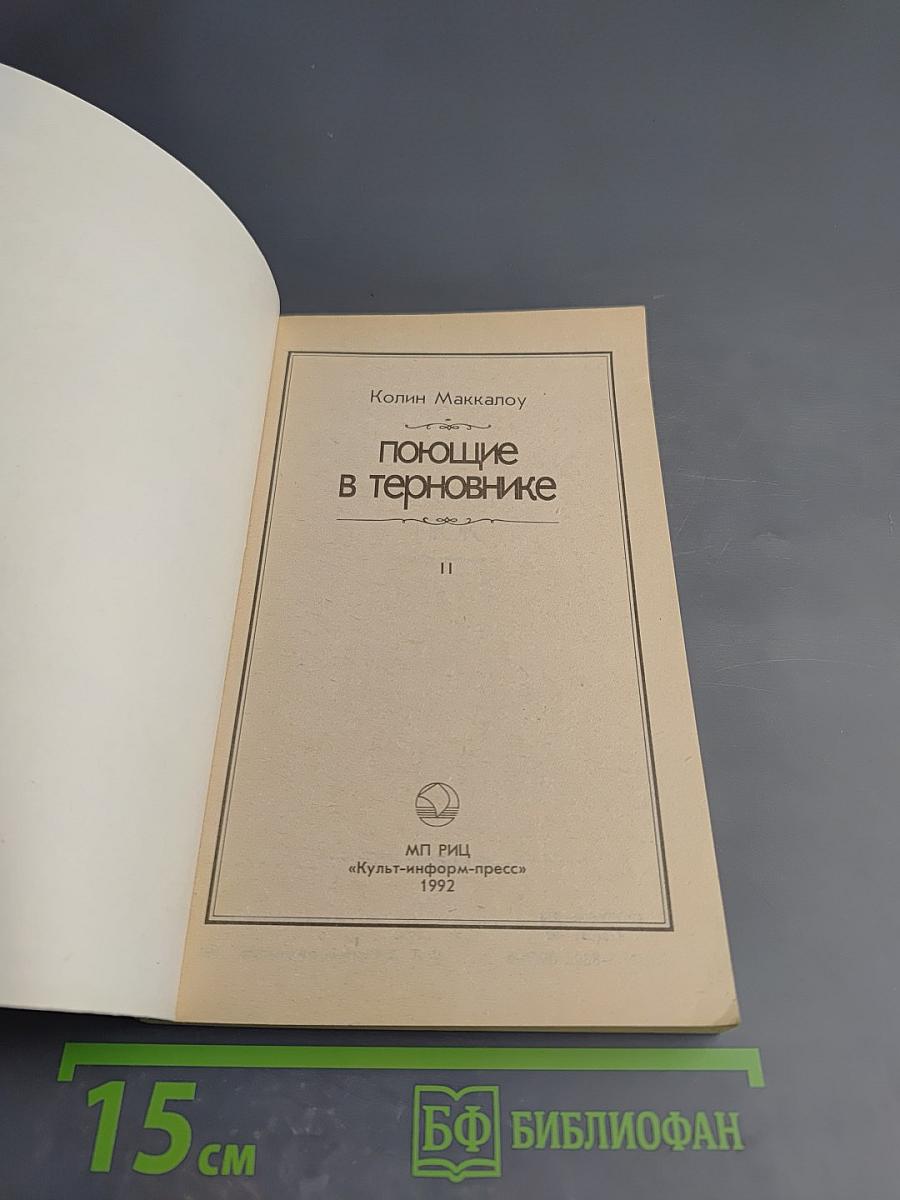 Колин Маккалоу
поющие
в терновнике
II
МП РИЦ
«Культ-информ-пресс»
1992
15 см
БФ БИБЛИОФАН